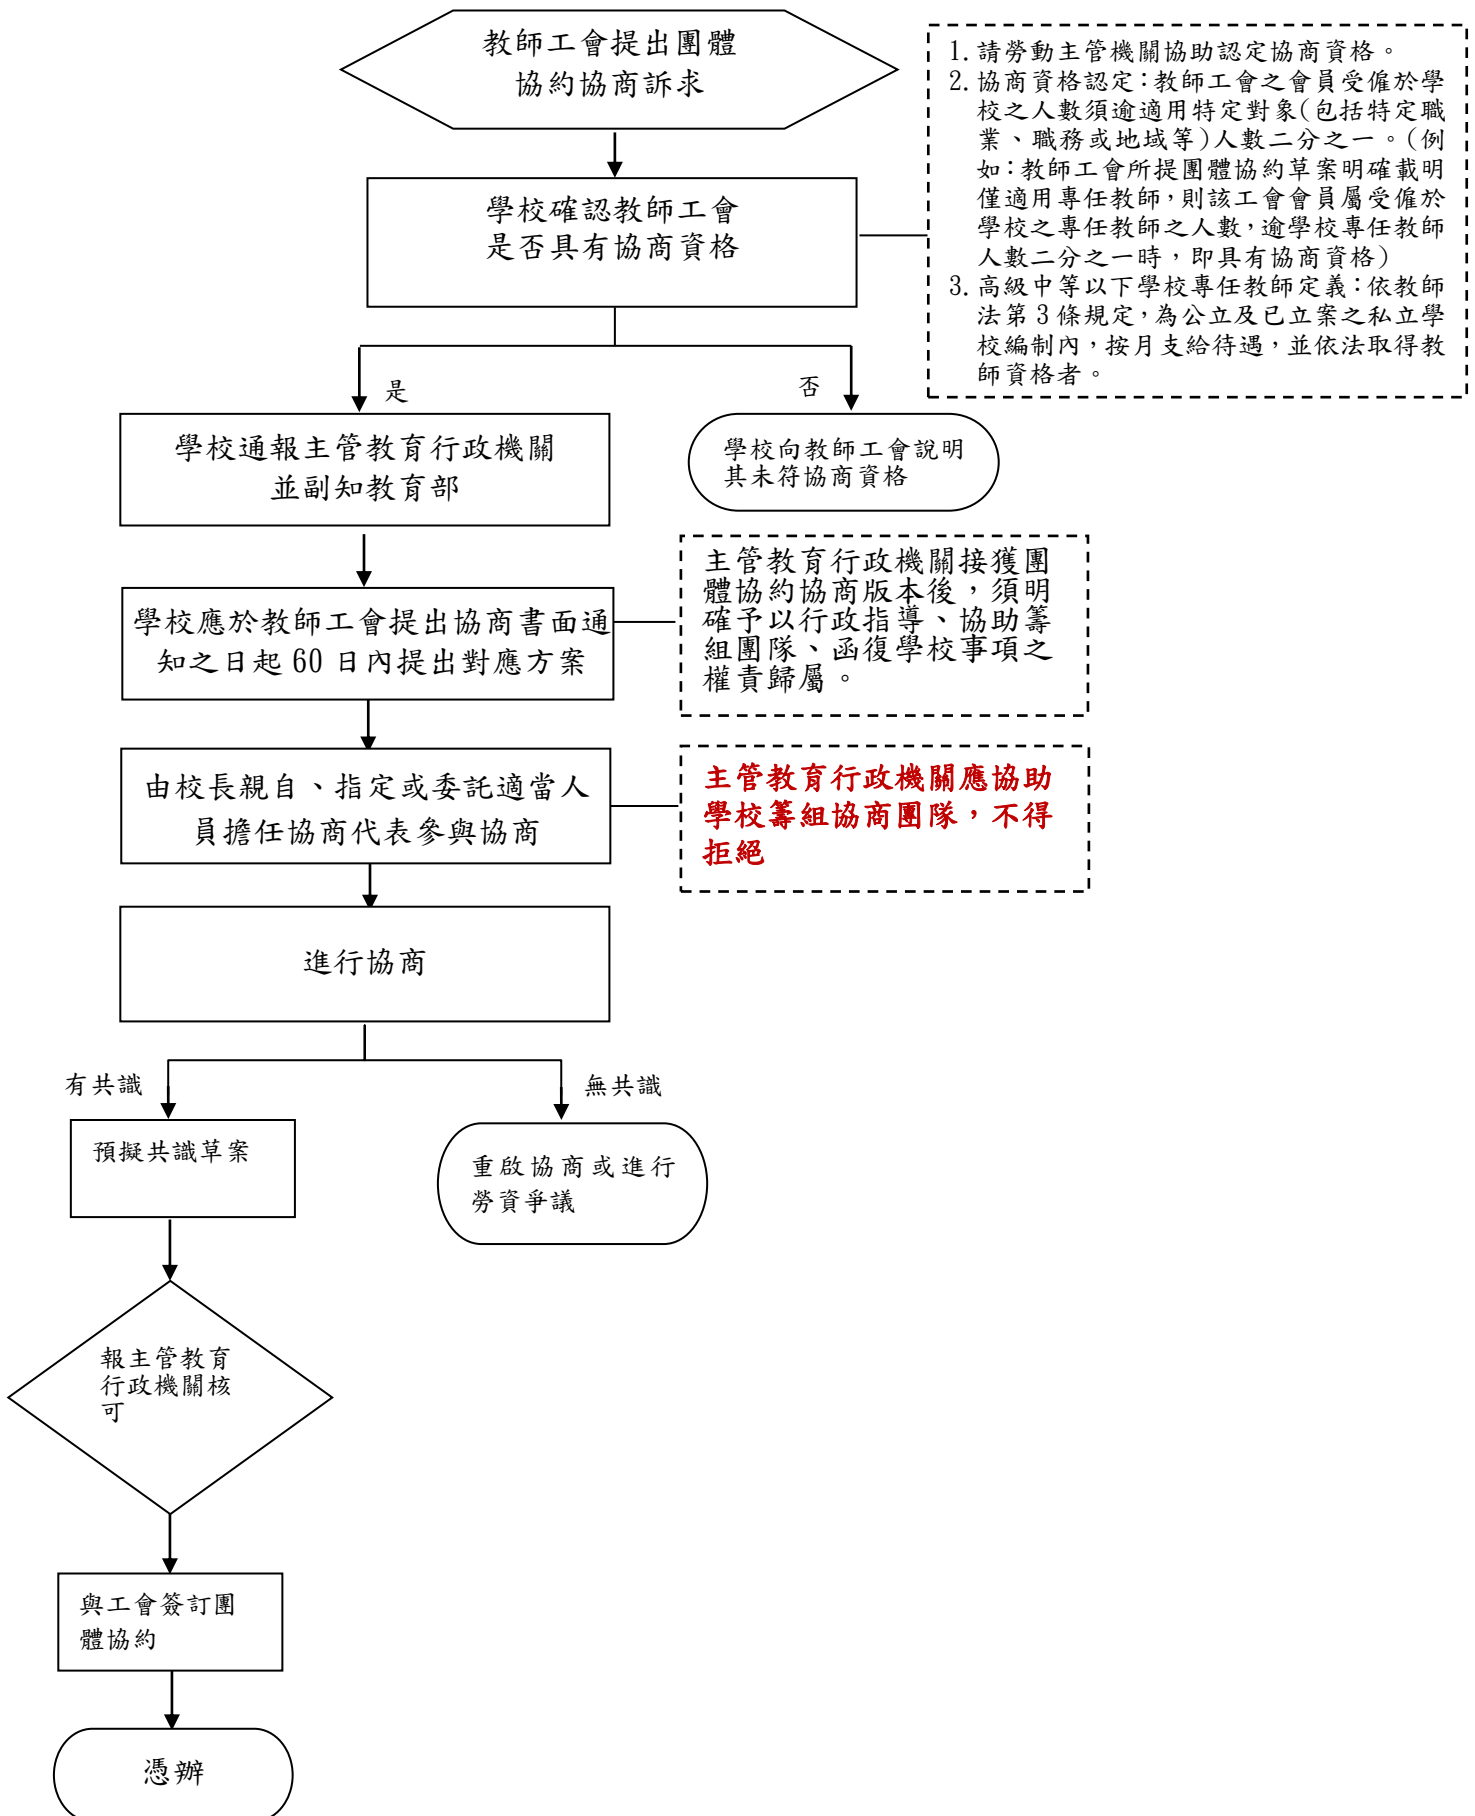 教師工會提出團體
協約協商訴求
1.請勞動主管機關協助認定協商資格。
2.協商資格認定：教師工會之會員受僱於學
校之人數須逾適用特定對象(包括特定職
業、職務或地域等)人數二分之一。(例
如：教師工會所提團體協約草案明確載明
僅適用專任教師，則該工會會員屬受僱於
學校之專任教師之人數，逾學校專任教師
人數二分之一時，即具有協商資格)
3.高級中等以下學校專任教師定義：依教師
法第3條規定，為公立及已立案之私立學
校編制內，按月支給待遇，並依法取得教
師資格者。
學校確認教師工會
是否具有協商資格
是
否
學校通報主管教育行政機關
並副知教育部
學校向教師工會說明
其未符協商資格
學校應於教師工會提出協商書面通
知之日起 60 日內提出對應方案
主管教育行政機關接獲團
體協約協商版本後，須明
確予以行政指導、協助籌
組團隊、函復學校事項之
權責歸屬。
由校長親自、指定或委託適當人
員擔任協商代表參與協商
主管教育行政機關應協助
學校籌組協商團隊，不得
拒絕
進行協商
有共識
無共識
預擬共識草案
重啟協商或進行
勞資爭議
報主管教育
行政機關核
可
與工會簽訂團
體協約
憑辦